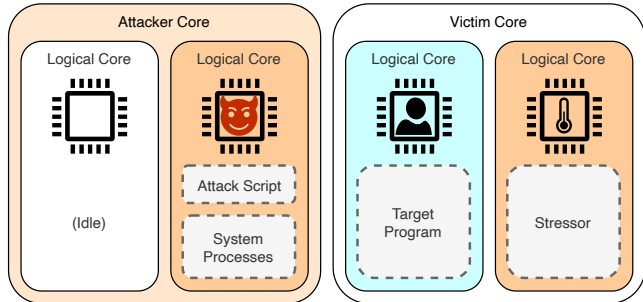 Attacker Core
Victim Core
Logical Core
Logical Core
Logical Core
Logical Core
(Idle)
Attack Script
System
Processes
Target
Program
Stressor